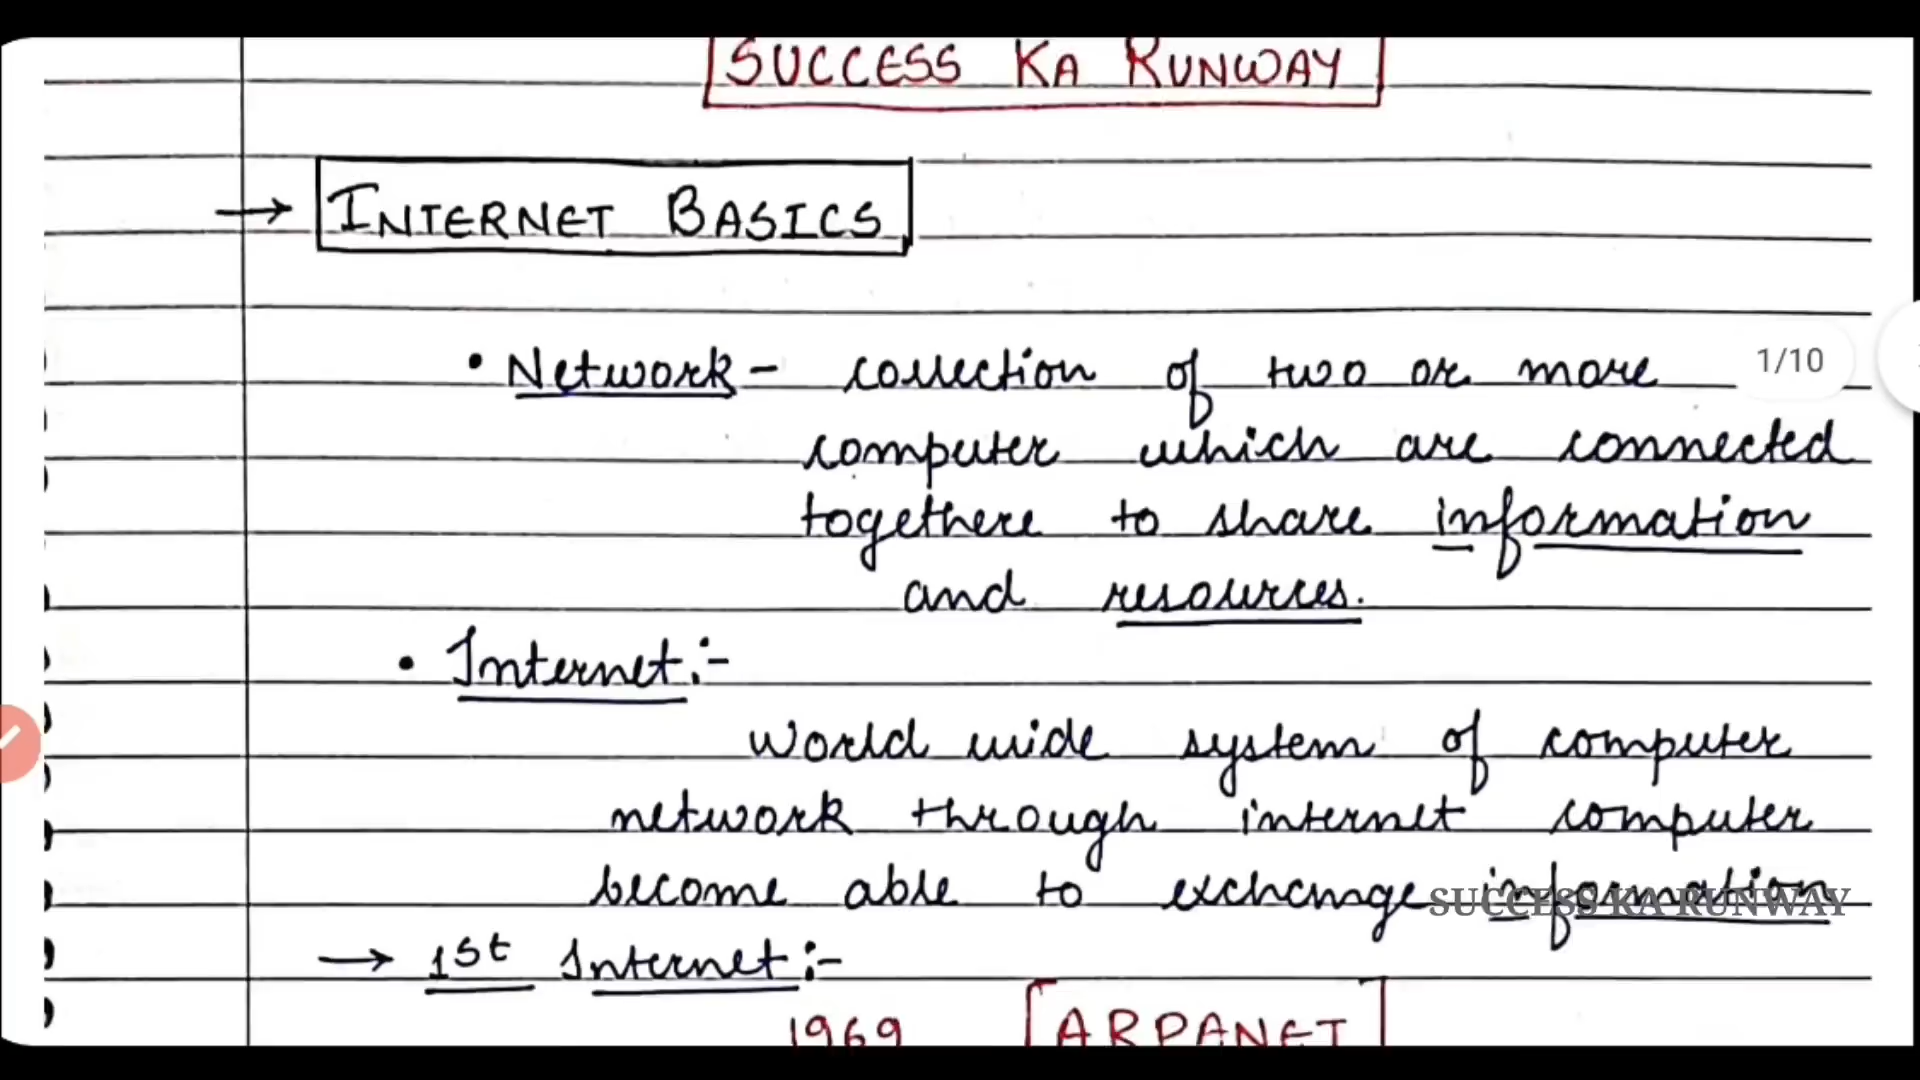 SUCCESS KA RUNWAY
→ INTERNET BASICS
• Network - collection of two or more
1/10
computer which are connected
togethere to share information
and resources.
• Internet :-
World wide system of computer
network through internet computer
become able to exchange information
SUCCESS KA RUNWAY
→ 1st Internet :-
1969 [ARPANET]